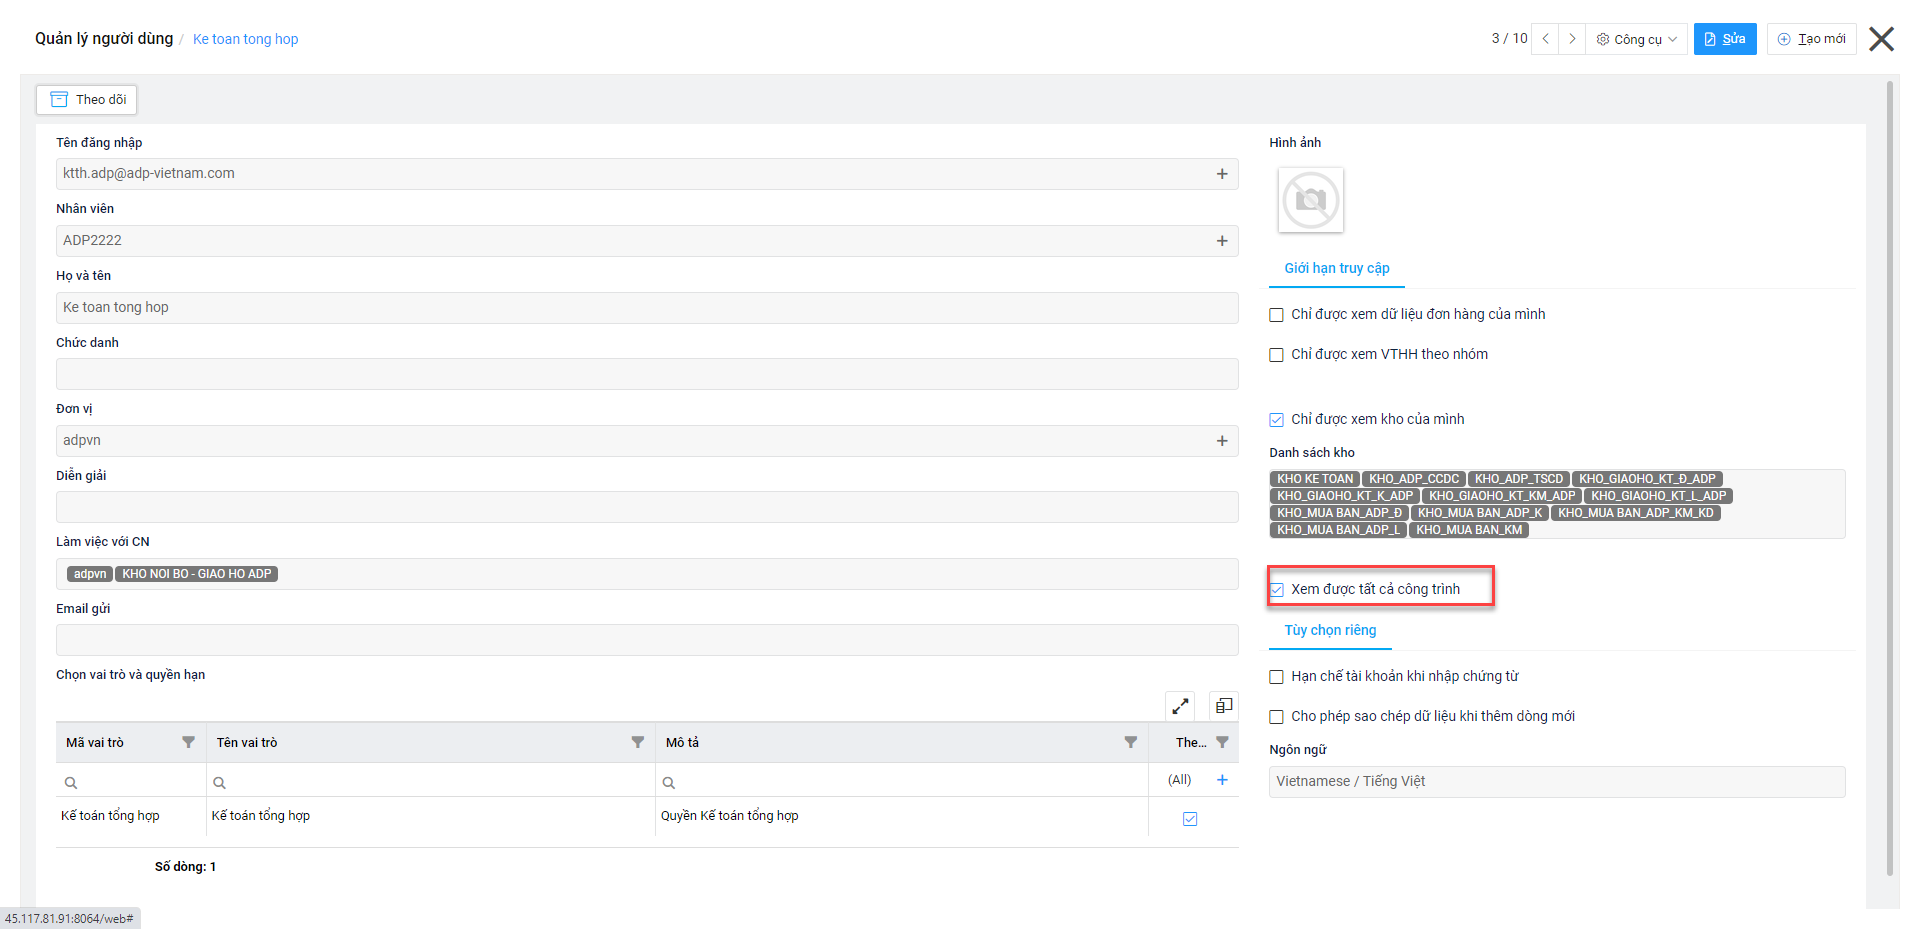 Quản lý người dùng / Ke toan tong hop
3 / 10
Công cụ
Sửa
Tạo mới
Theo dõi
Tên đăng nhập
ktth.adp@adp-vietnam.com
Nhân viên
ADP2222
Họ và tên
Ke toan tong hop
Chức danh
Đơn vị
adpvn
Diễn giải
Làm việc với CN
adpvn KHO NOI BO - GIAO HO ADP
Email gửi
Chọn vai trò và quyền hạn
Mã vai trò Tên vai trò Mô tả The...
(All)
Kế toán tổng hợp Kế toán tổng hợp Quyền Kế toán tổng hợp
Số dòng: 1
Hình ảnh
Giới hạn truy cập
Chỉ được xem dữ liệu đơn hàng của mình
Chỉ được xem VTHH theo nhóm
Chỉ được xem kho của mình
Danh sách kho
KHO KE TOAN KHO_ADP_CCDC KHO_ADP_TSCD KHO_GIAOHO_KT_Đ_ADP
KHO_GIAOHO_KT_K_ADP KHO_GIAOHO_KT_KM_ADP KHO_GIAOHO_KT_L_ADP
KHO_MUA BAN_ADP_Đ KHO_MUA BAN_ADP_K KHO_MUA BAN_ADP_KM_KD
KHO_MUA BAN_ADP_L KHO_MUA BAN_KM
Xem được tất cả công trình
Tùy chọn riêng
Hạn chế tài khoản khi nhập chứng từ
Cho phép sao chép dữ liệu khi thêm dòng mới
Ngôn ngữ
Vietnamese / Tiếng Việt
45.117.81.91:8064/web#